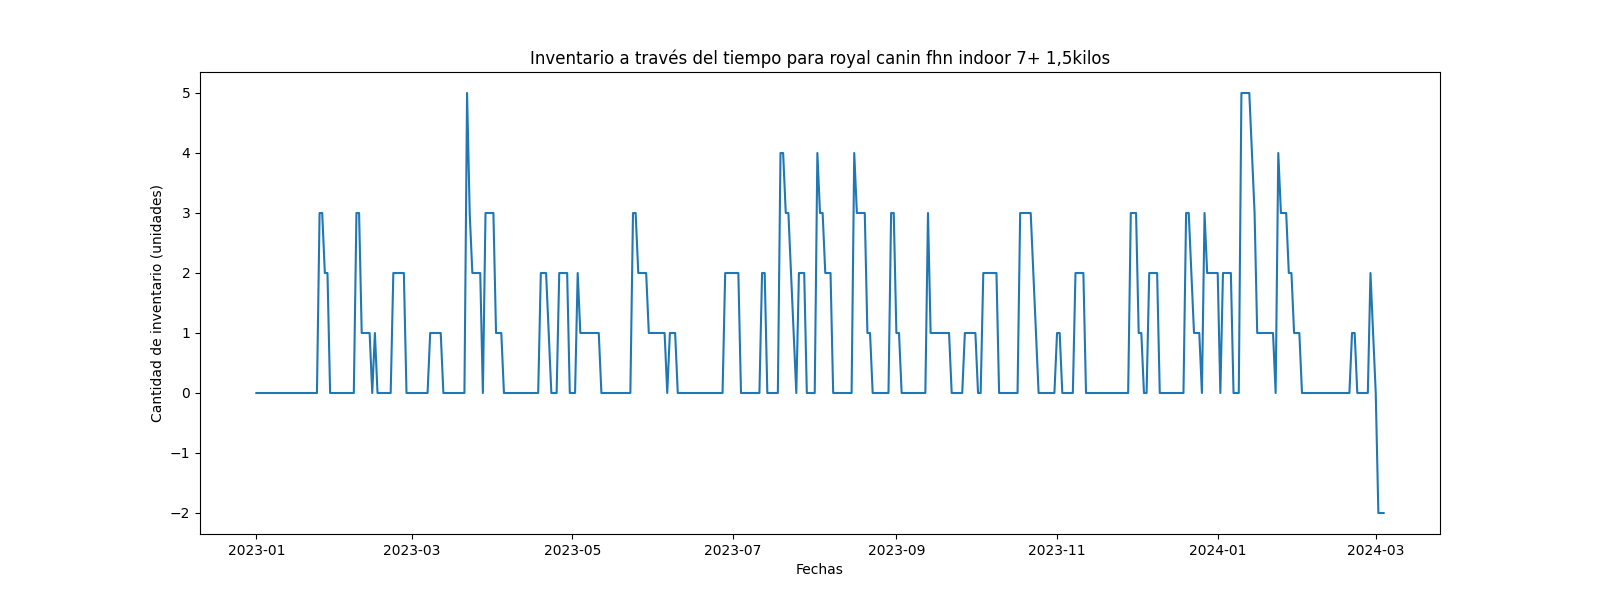 Inventario a través del tiempo para royal canin fhn indoor 7+ 1,5kilos
Cantidad de inventario (unidades)
5
4
3
2
1
0
−1
−2
2023-01 2023-03 2023-05 2023-07 2023-09 2023-11 2024-01 2024-03
Fechas